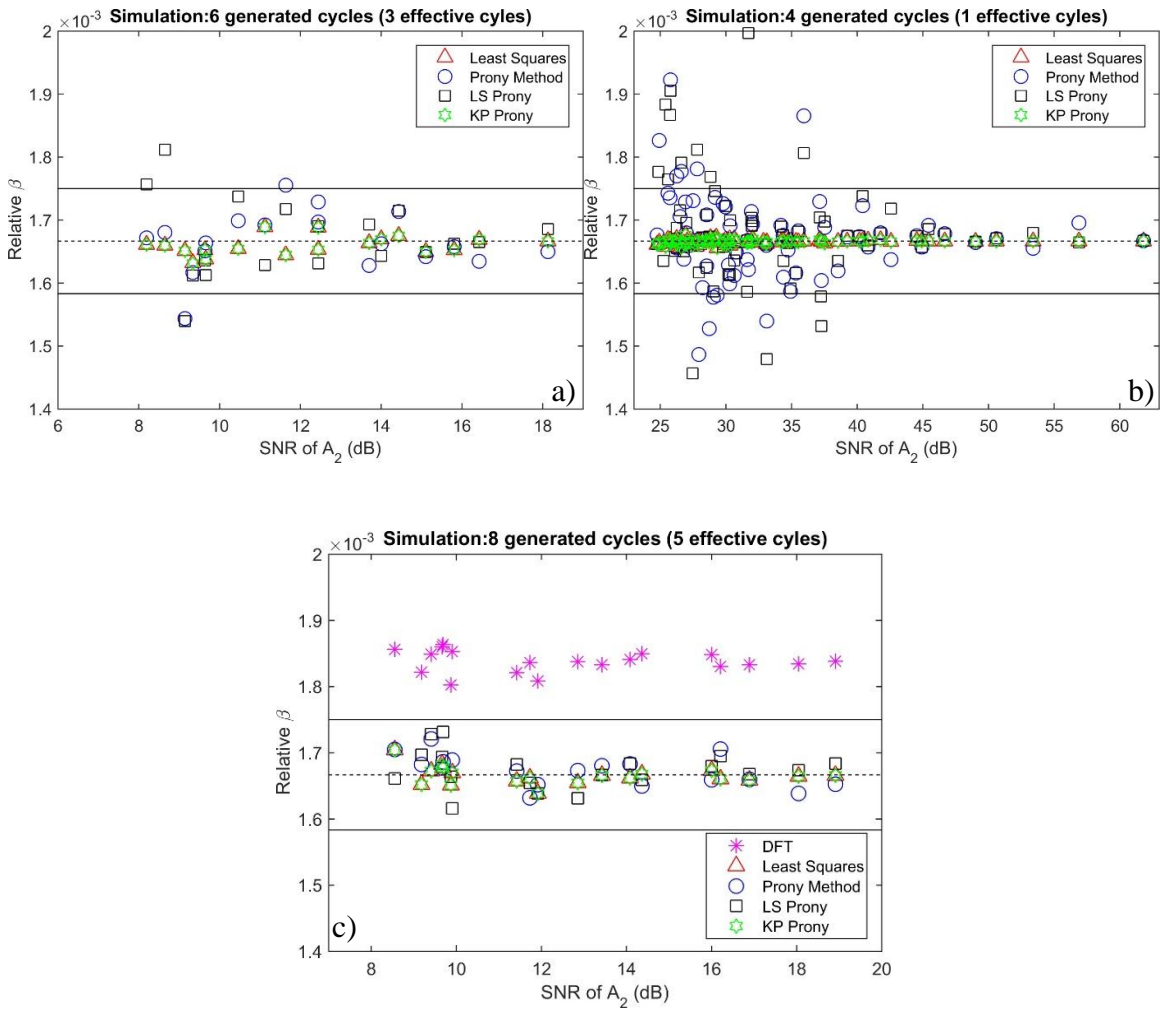 Simulation:6 generated cycles (3 effective cyles)
×10⁻³
2
1.9
1.8
1.7
1.6
1.5
1.4
Relative β
6
8
10
12
14
16
18
SNR of A₂ (dB)
Least Squares
Prony Method
LS Prony
KP Prony
a)
Simulation:4 generated cycles (1 effective cyles)
×10⁻³
2
1.9
1.8
1.7
1.6
1.5
1.4
Relative β
25
30
35
40
45
50
55
60
SNR of A₂ (dB)
Least Squares
Prony Method
LS Prony
KP Prony
b)
Simulation:8 generated cycles (5 effective cyles)
×10⁻³
2
1.9
1.8
1.7
1.6
1.5
1.4
Relative β
8
10
12
14
16
18
20
SNR of A₂ (dB)
DFT
Least Squares
Prony Method
LS Prony
KP Prony
c)